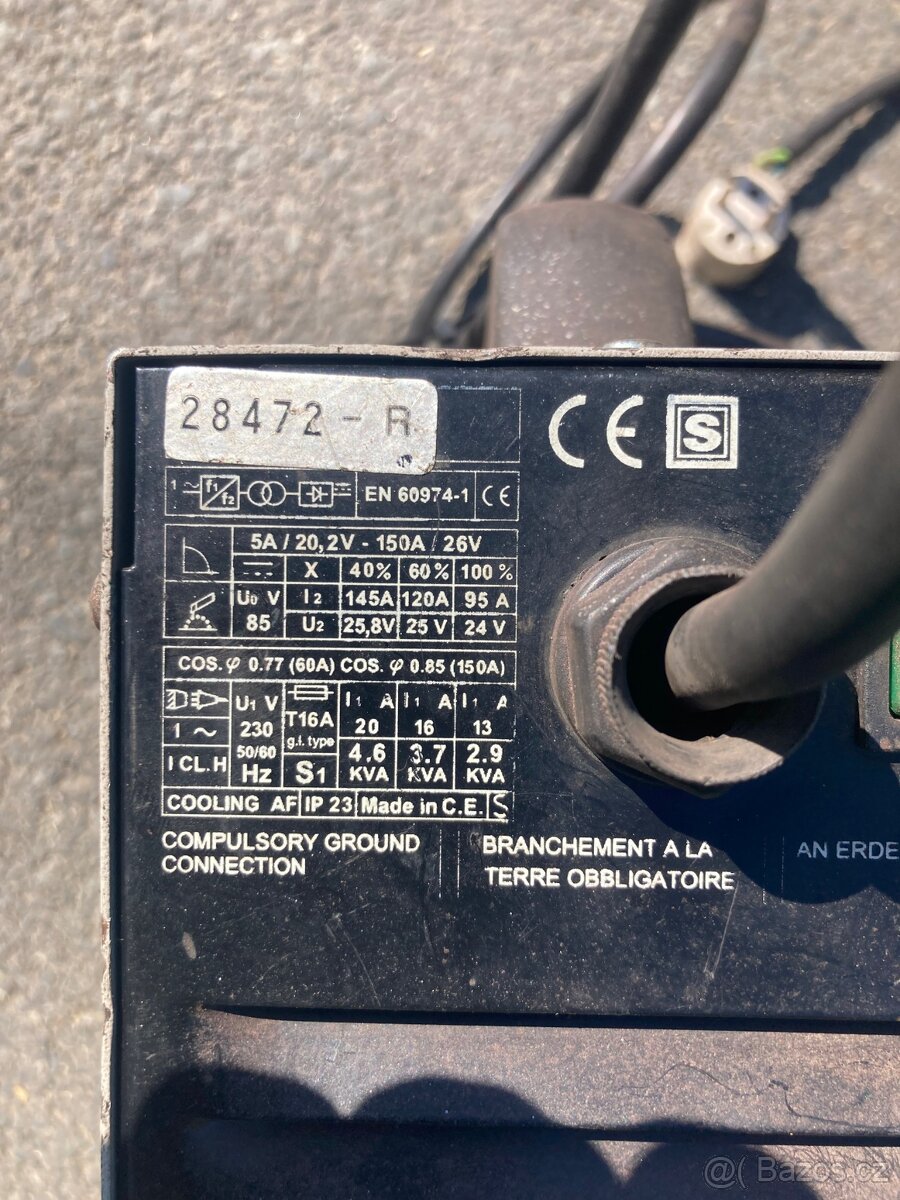 28472-R
CE S
1~ f1 f2 EN 60974-1 CE
5A / 20,2V - 150A / 26V
X 40% 60% 100%
U0 V I2 145A 120A 95 A
85 U2 25,8V 25 V 24 V
COS. φ 0.77 (60A) COS. φ 0.85 (150A)
U1 V I1 A I1 A I1 A
1 ~ 230 T16A 20 16 13
50/60 g.i. type 4.6 3.7 2.9
I CL.H Hz S1 KVA KVA KVA
COOLING AF IP 23 Made in C.E. S
COMPULSORY GROUND
CONNECTION
BRANCHEMENT A LA
TERRE OBBLIGATOIRE
AN ERDE
@( Bazos.cz